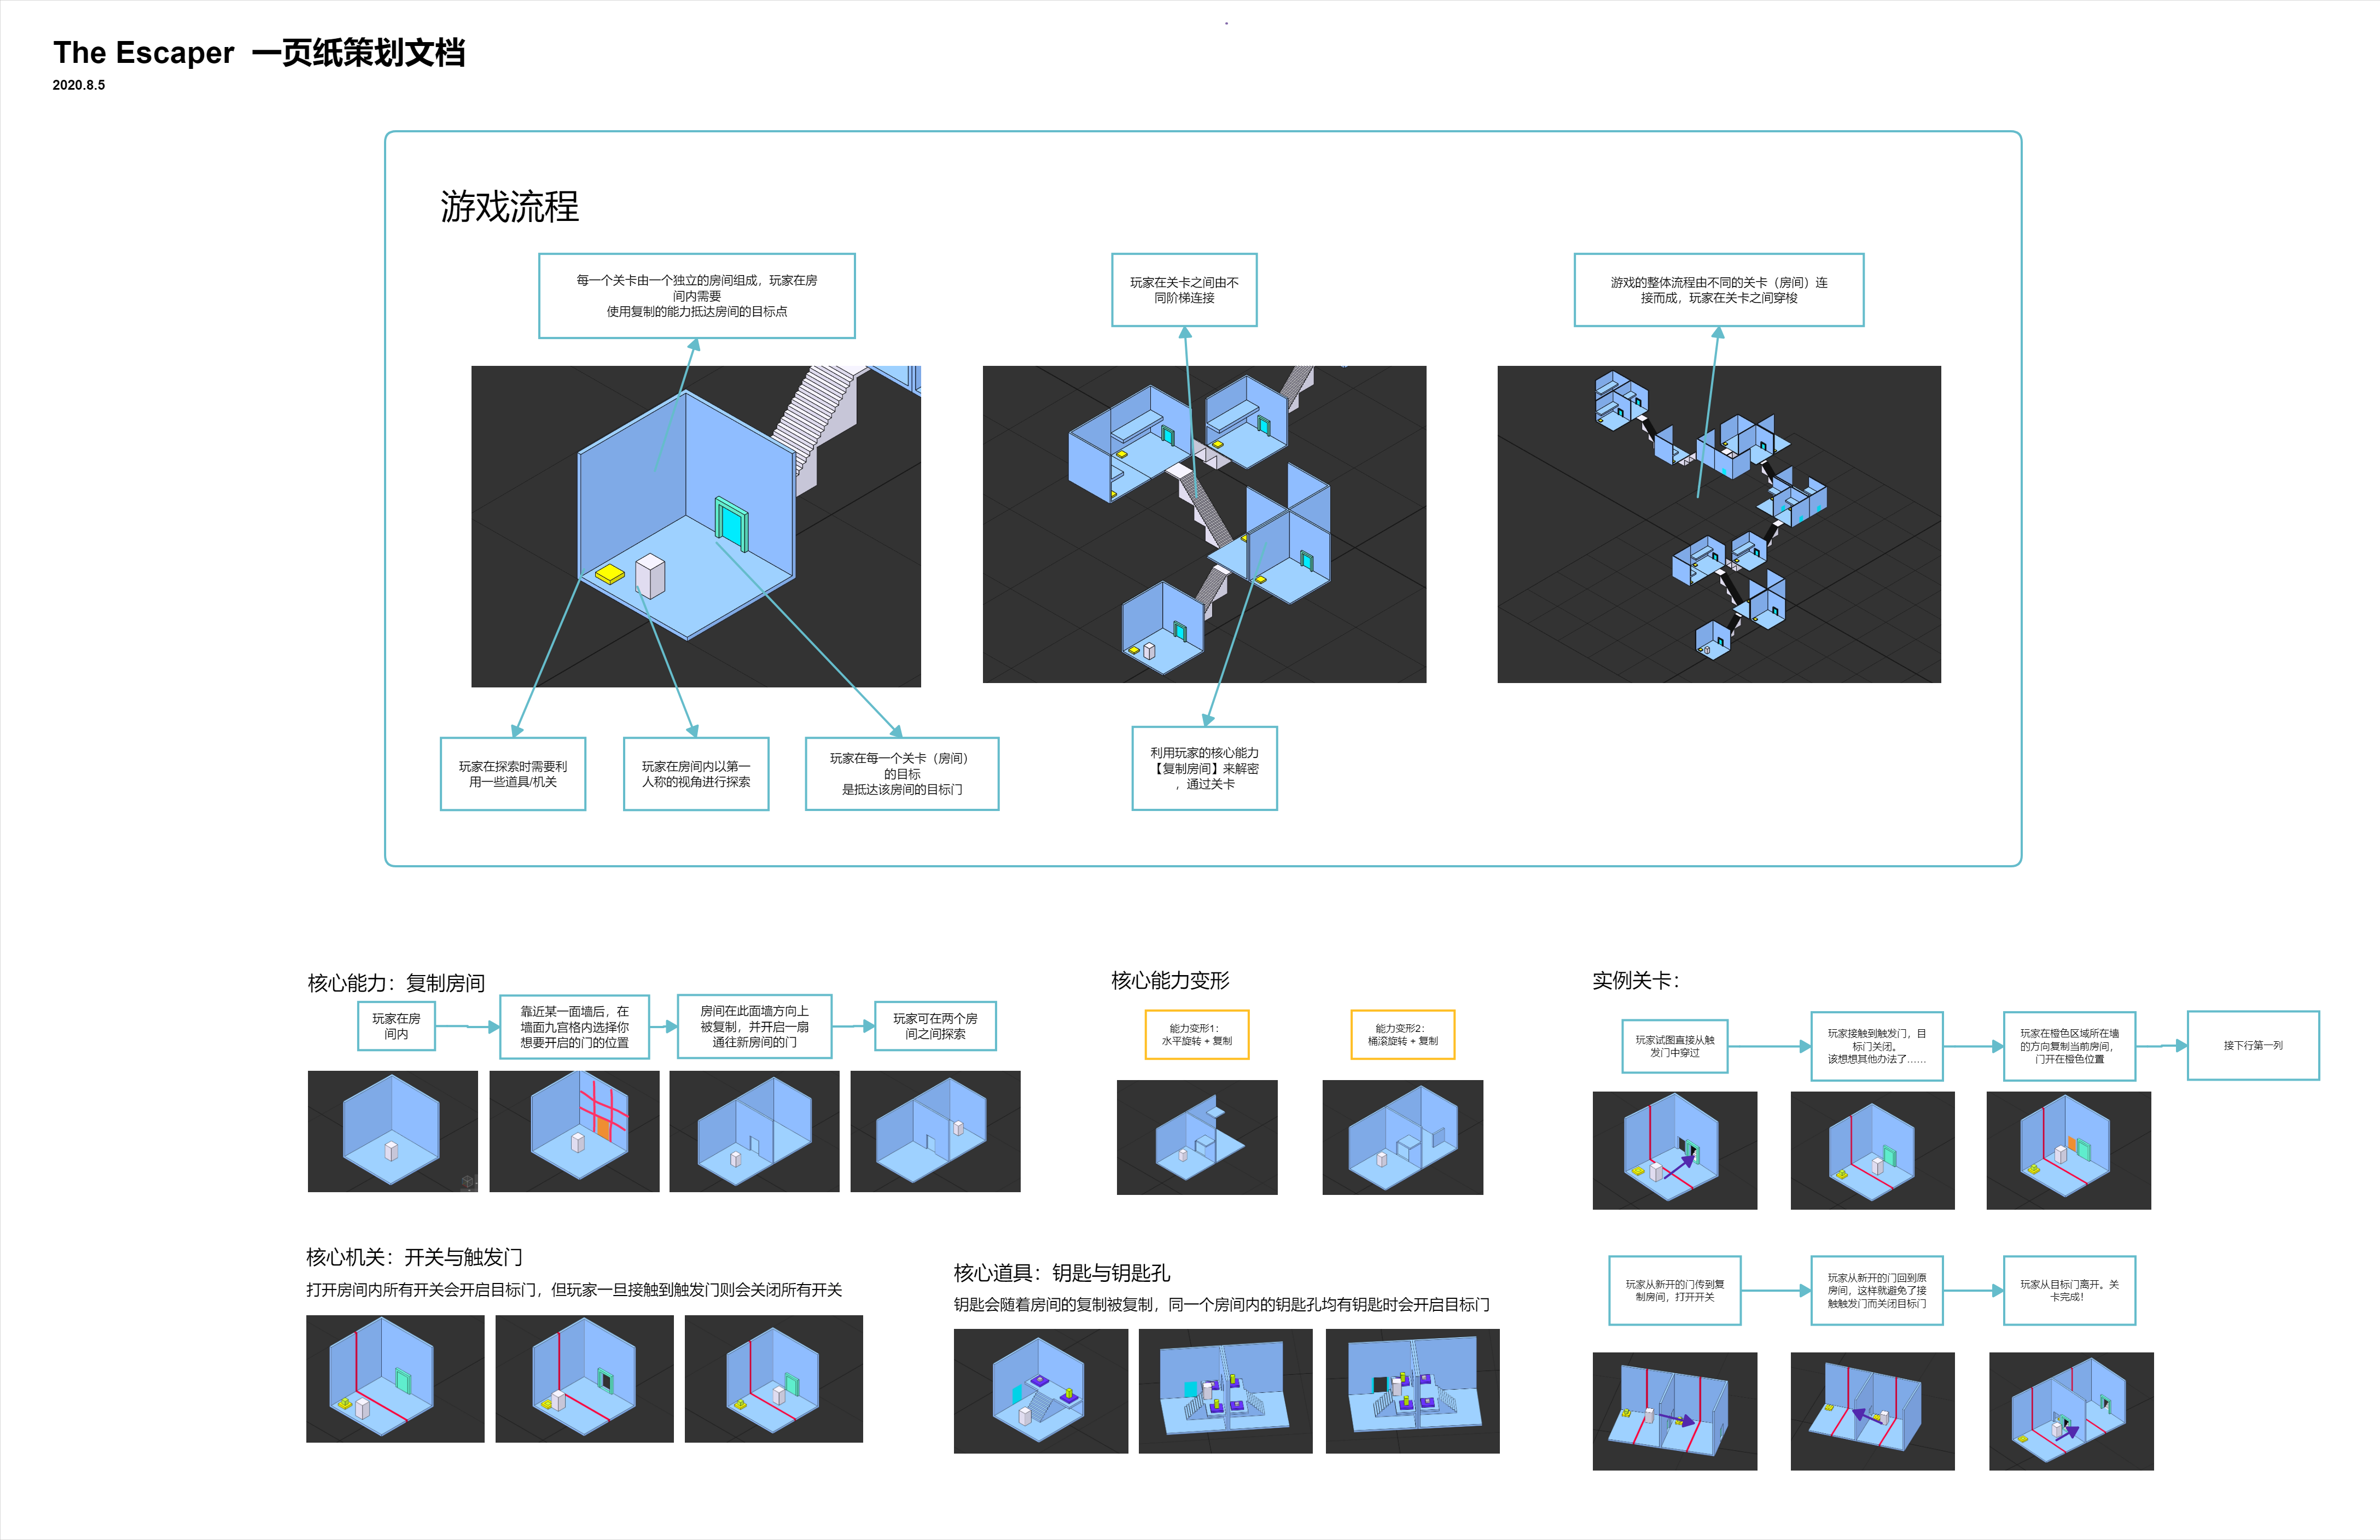 The Escaper 一页纸策划文档
2020.8.5
游戏流程
每一个关卡由一个独立的房间组成，玩家在房
间内需要
使用复制的能力抵达房间的目标点
玩家在关卡之间由不
同阶梯连接
游戏的整体流程由不同的关卡（房间）连
接而成，玩家在关卡之间穿梭
玩家在探索时需要利
用一些道具/机关
玩家在房间内以第一
人称的视角进行探索
玩家在每一个关卡（房间）
的目标
是抵达该房间的目标门
利用玩家的核心能力
【复制房间】来解密
，通过关卡
核心能力：复制房间
玩家在房
间内
靠近某一面墙后，在
墙面九宫格内选择你
想要开启的门的位置
房间在此面墙方向上
被复制，并开启一扇
通往新房间的门
玩家可在两个房
间之间探索
核心能力变形
能力变形1：
水平旋转 + 复制
能力变形2：
桶滚旋转 + 复制
实例关卡：
玩家试图直接从触
发门中穿过
玩家接触到触发门，目
标门关闭。
该想想其他办法了……
玩家在橙色区域所在墙
的方向复制当前房间，
门开在橙色位置
接下行第一列
核心机关：开关与触发门
打开房间内所有开关会开启目标门，但玩家一旦接触到触发门则会关闭所有开关
核心道具：钥匙与钥匙孔
钥匙会随着房间的复制被复制，同一个房间内的钥匙孔均有钥匙时会开启目标门
玩家从新开的门传到复
制房间，打开开关
玩家从新开的门回到原
房间，这样就避免了接
触触发门而关闭目标门
玩家从目标门离开。关
卡完成！